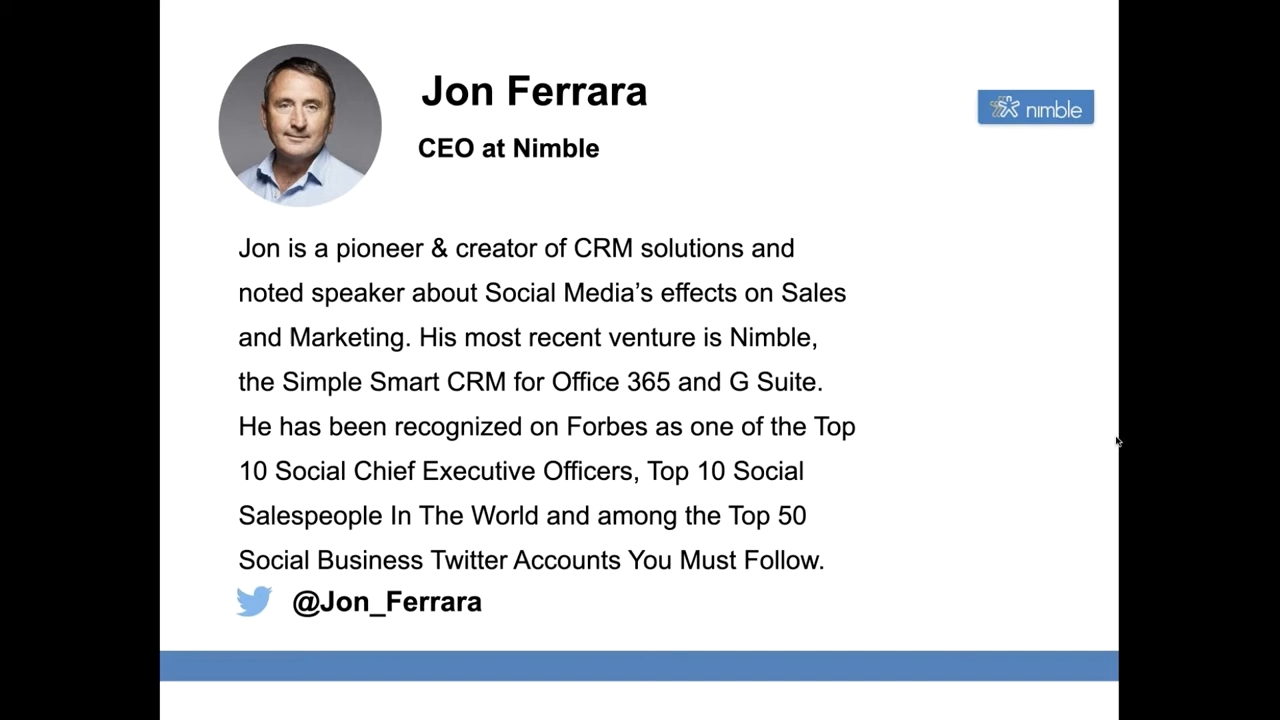 Jon Ferrara
nimble
CEO at Nimble
Jon is a pioneer & creator of CRM solutions and
noted speaker about Social Media’s effects on Sales
and Marketing. His most recent venture is Nimble,
the Simple Smart CRM for Office 365 and G Suite.
He has been recognized on Forbes as one of the Top
10 Social Chief Executive Officers, Top 10 Social
Salespeople In The World and among the Top 50
Social Business Twitter Accounts You Must Follow.
@Jon_Ferrara